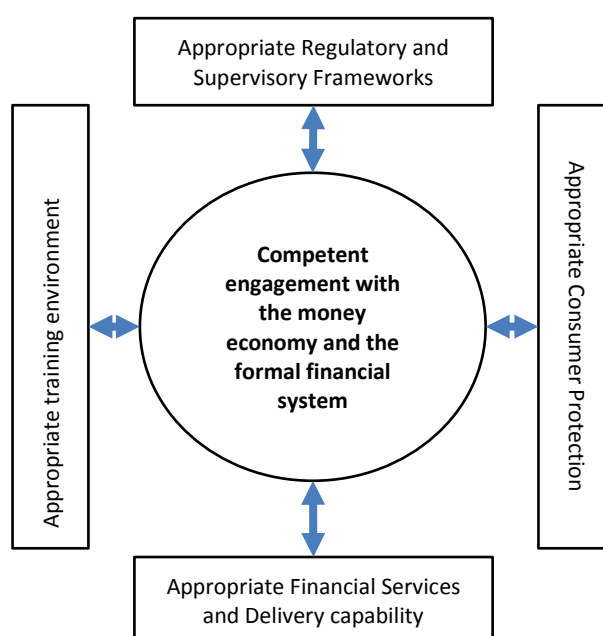 Appropriate Regulatory and
Supervisory Frameworks
Appropriate training environment
Competent
engagement with
the money
economy and the
formal financial
system
Appropriate Consumer Protection
Appropriate Financial Services
and Delivery capability